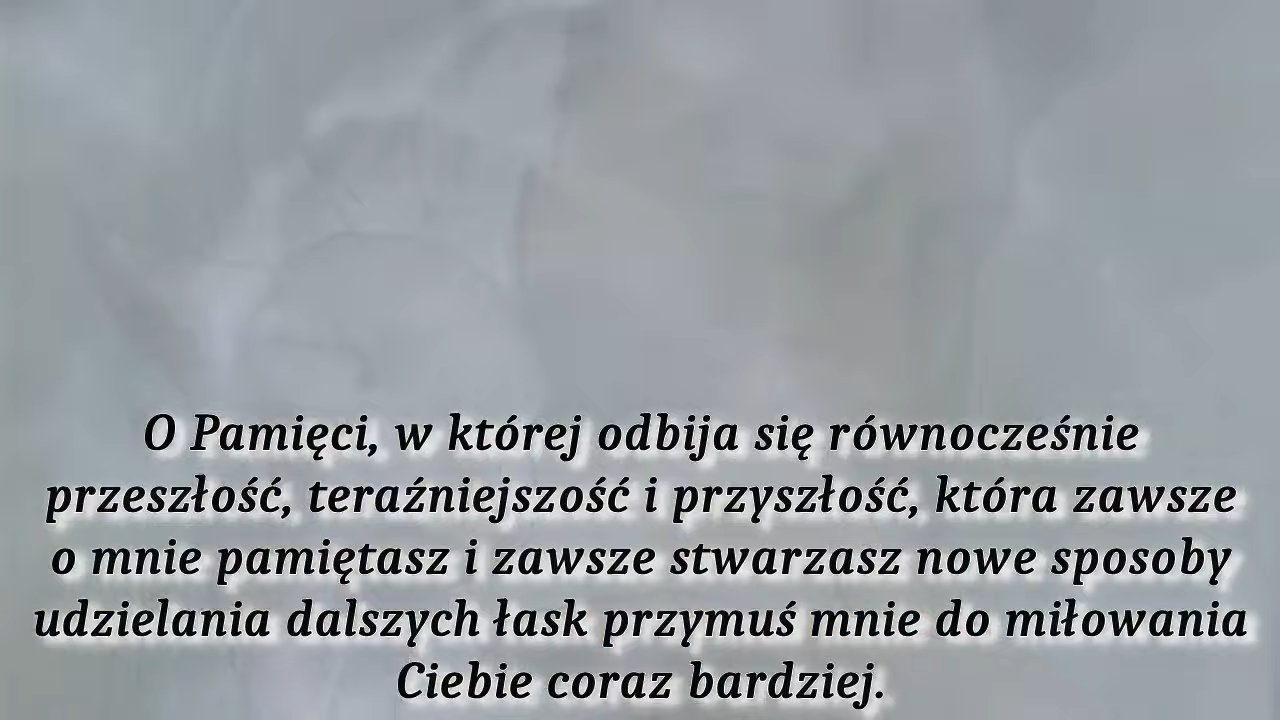 O Pamięci, w której odbija się równocześnie
przeszłość, teraźniejszość i przyszłość, która zawsze
o mnie pamiętasz i zawsze stwarzasz nowe sposoby
udzielania dalszych łask przymuś mnie do miłowania
Ciebie coraz bardziej.